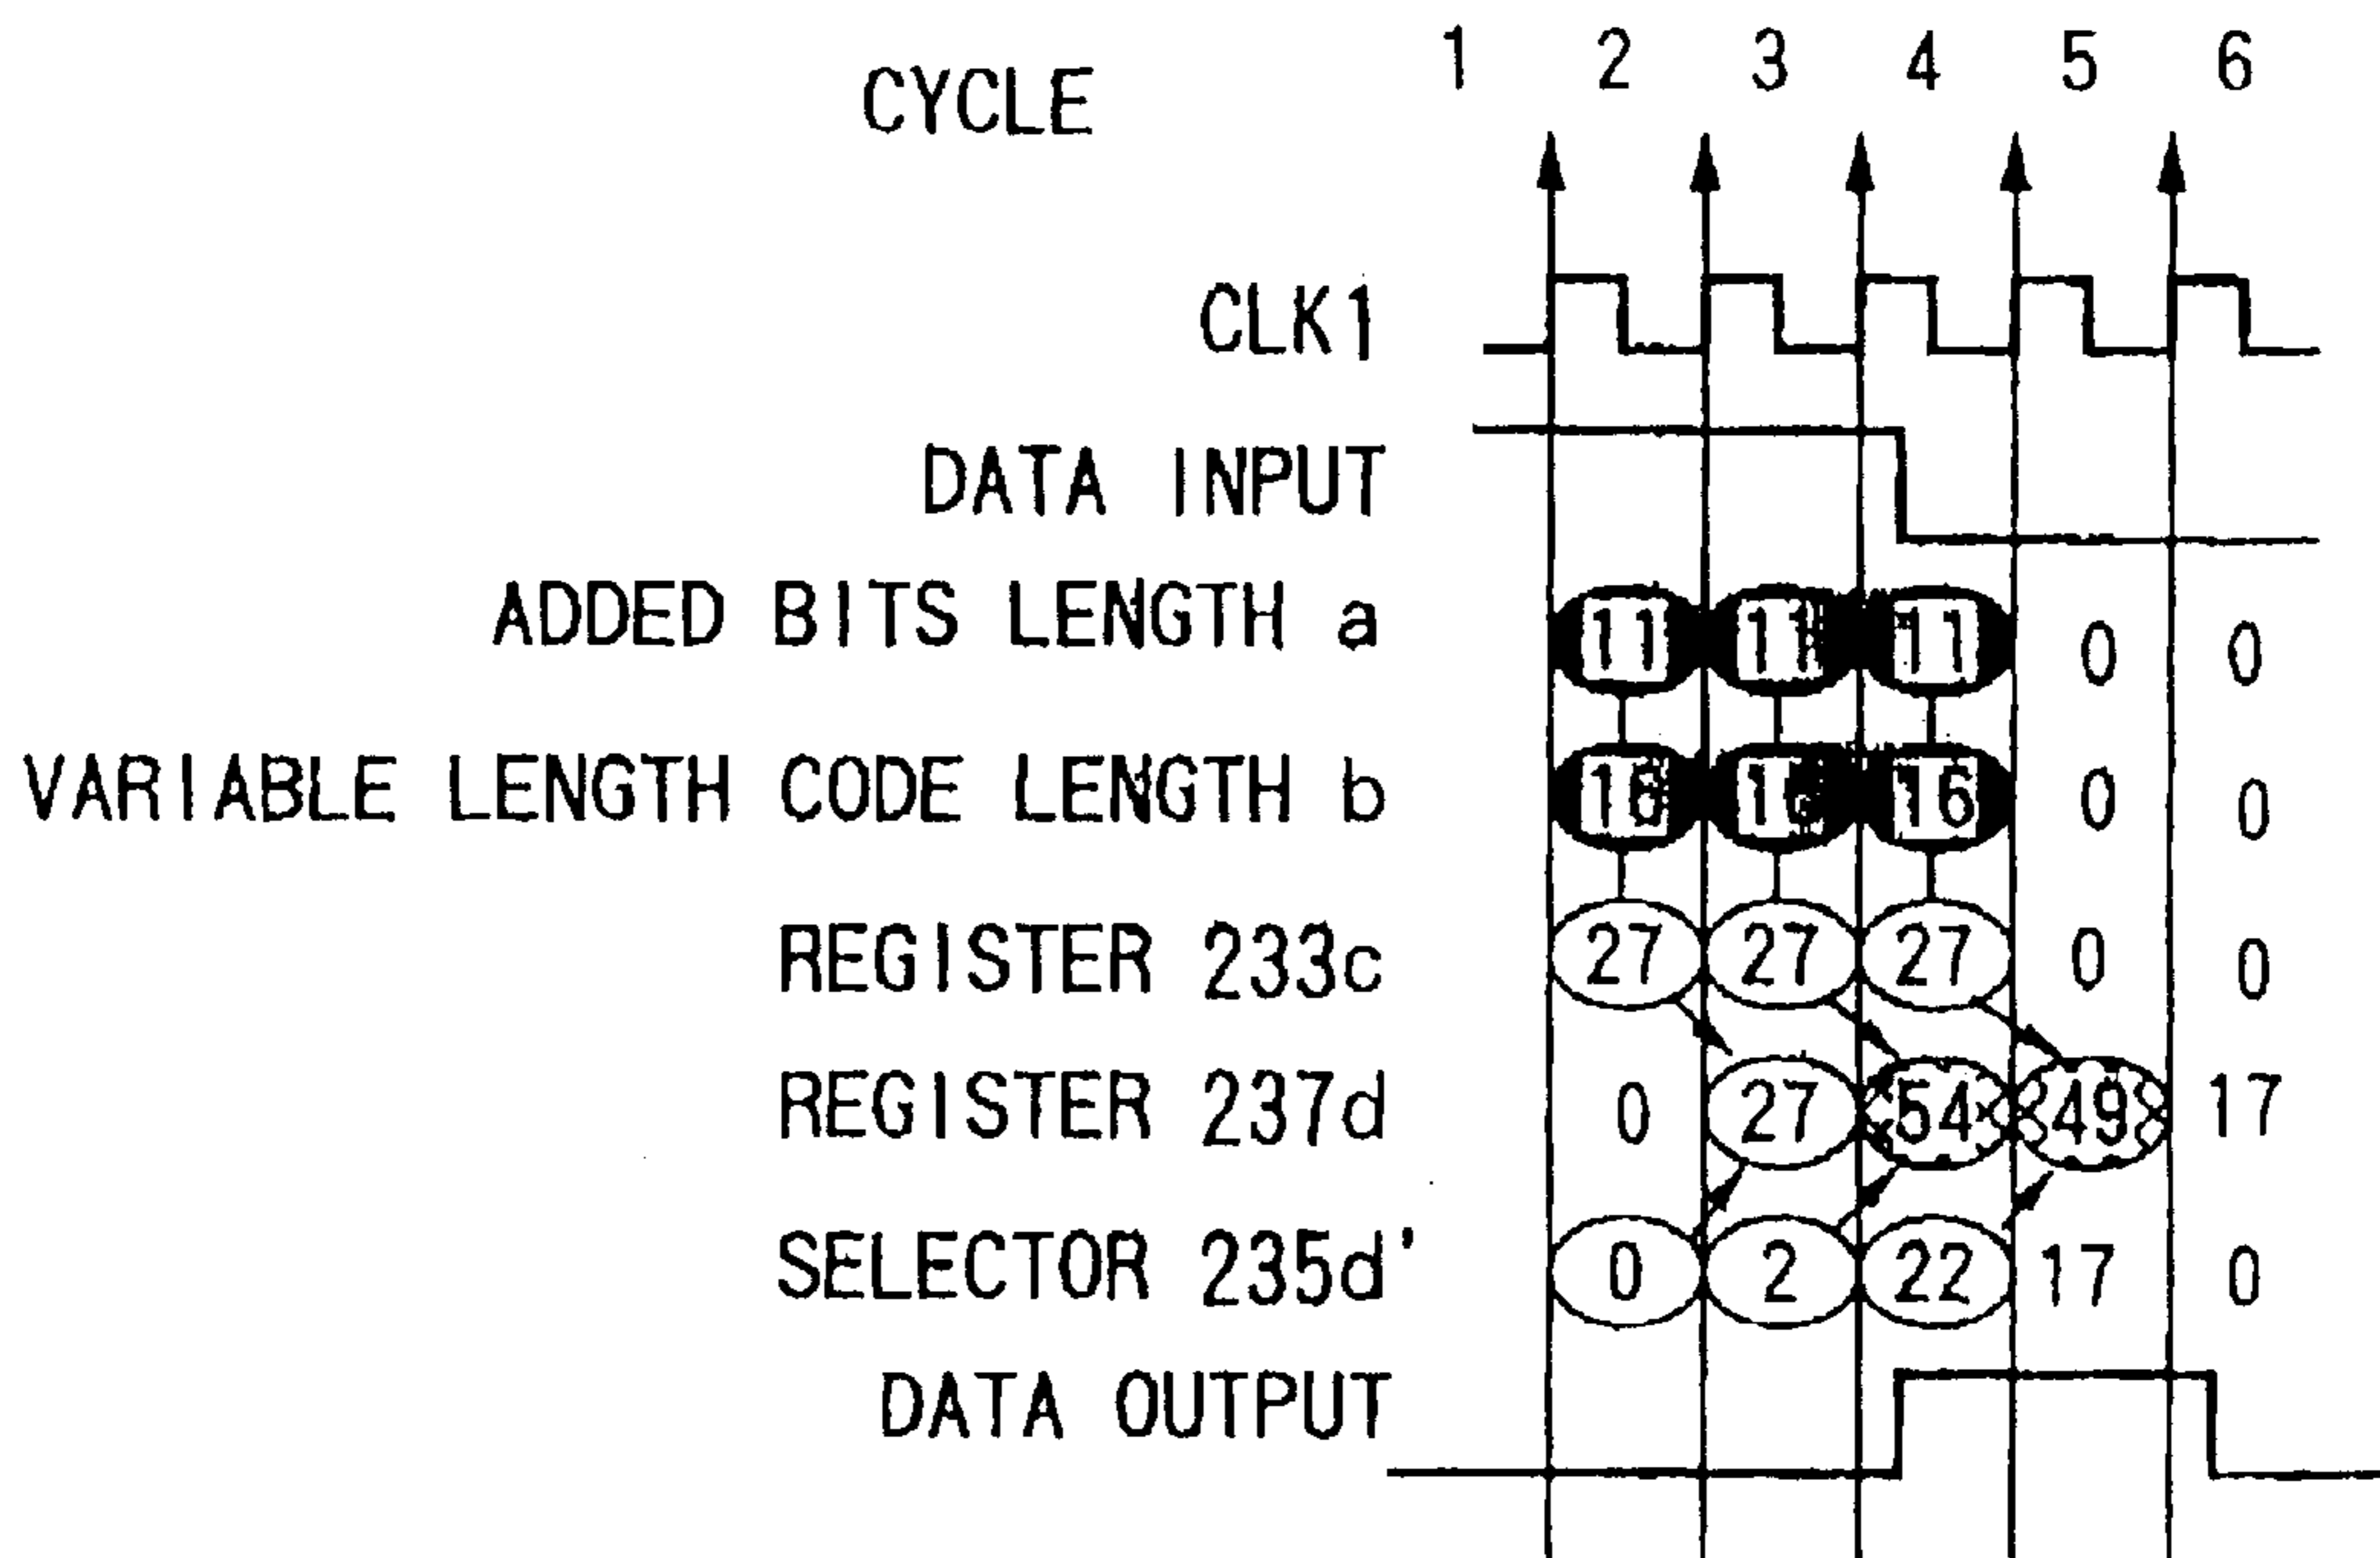 CYCLE 1 2 3 4 5 6
CLK1
DATA INPUT
ADDED BITS LENGTH a 11 11 11 0 0
VARIABLE LENGTH CODE LENGTH b 16 16 16 0 0
REGISTER 233c 27 27 27 0 0
REGISTER 237d 0 27 54 49 17
SELECTOR 235d' 0 2 22 17 0
DATA OUTPUT